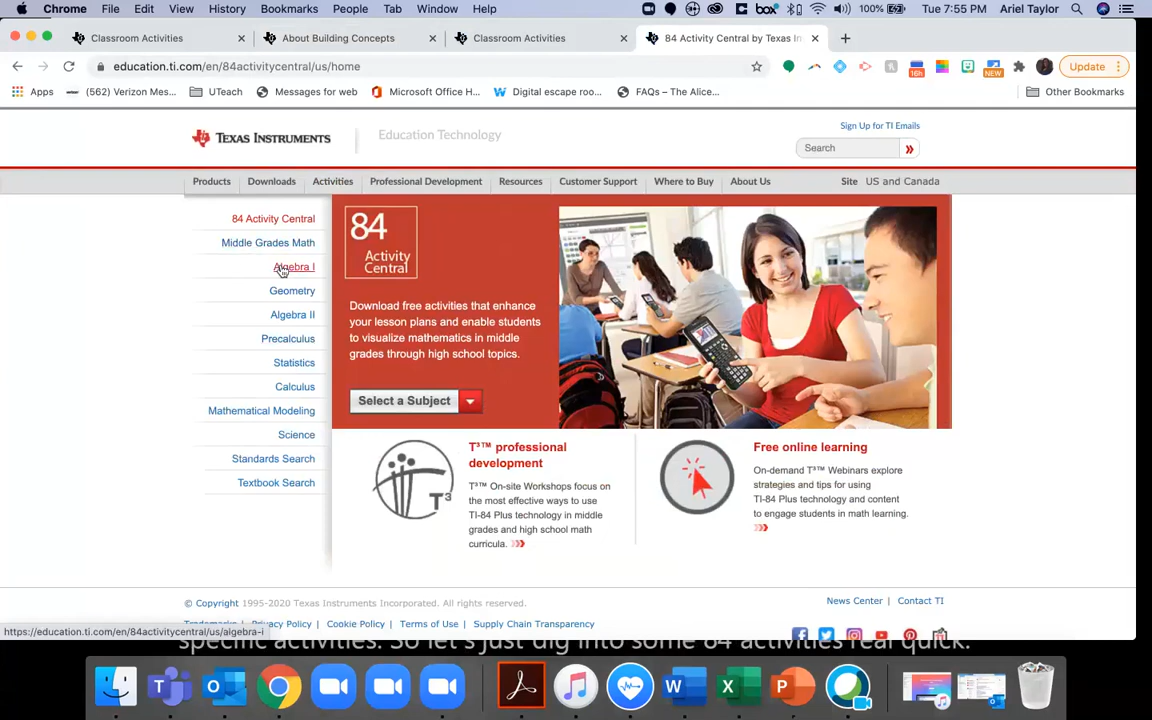 Chrome File Edit View History Bookmarks People Tab Window Help box 100% Tue 7:55 PM Ariel Taylor
Classroom Activities × About Building Concepts × Classroom Activities × 84 Activity Central by Texas In × +
education.ti.com/en/84activitycentral/us/home 16h NEW Update
Apps (562) Verizon Mes... UTeach Messages for web Microsoft Office H... Digital escape roo... FAQs – The Alice... Other Bookmarks
Sign Up for TI Emails
TEXAS INSTRUMENTS Education Technology
Search
Products Downloads Activities Professional Development Resources Customer Support Where to Buy About Us Site US and Canada
84 Activity Central
Middle Grades Math
Algebra I
Geometry
Algebra II
Precalculus
Statistics
Calculus
Mathematical Modeling
Science
Standards Search
Textbook Search
84
Activity
Central
Download free activities that enhance
your lesson plans and enable students
to visualize mathematics in middle
grades through high school topics.
Select a Subject
T³
T³™ professional
development
T³™ On-site Workshops focus on
the most effective ways to use
TI-84 Plus technology in middle
grades and high school math
curricula.
Free online learning
On-demand T³™ Webinars explore
strategies and tips for using
TI-84 Plus technology and content
to engage students in math learning.
© Copyright 1995-2020 Texas Instruments Incorporated. All rights reserved.
News Center | Contact TI
Trademarks | Privacy Policy | Cookie Policy | Terms of Use | Supply Chain Transparency
https://education.ti.com/en/84activitycentral/us/algebra-i
specific activities. So let's just dig into some 84 activities real quick.